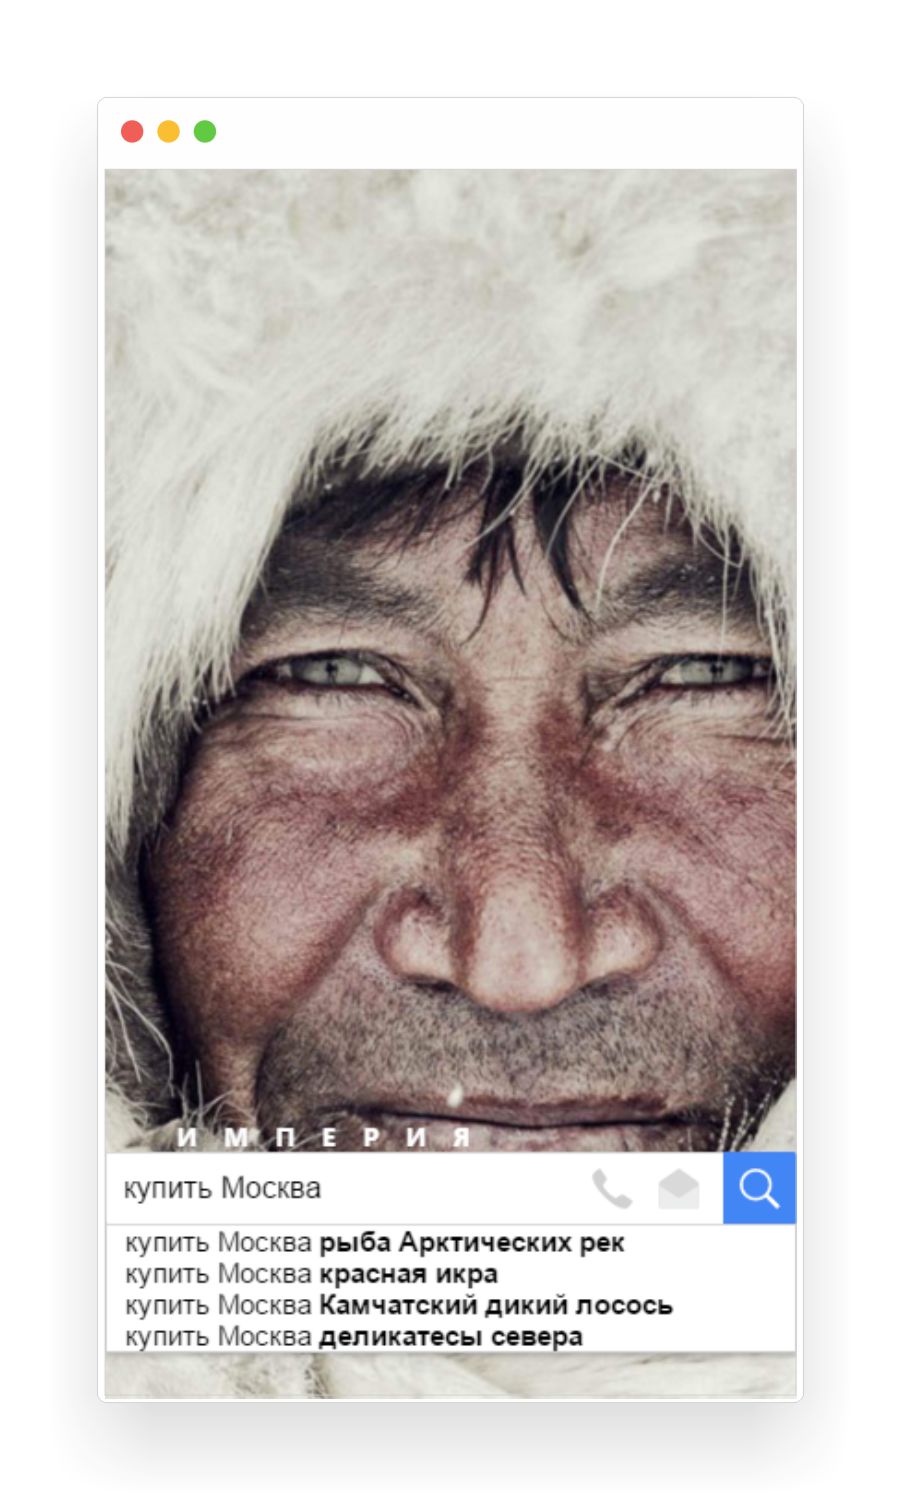 ИМПЕРИЯ
купить Москва
купить Москва рыба Арктических рек
купить Москва красная икра
купить Москва Камчатский дикий лосось
купить Москва деликатесы севера